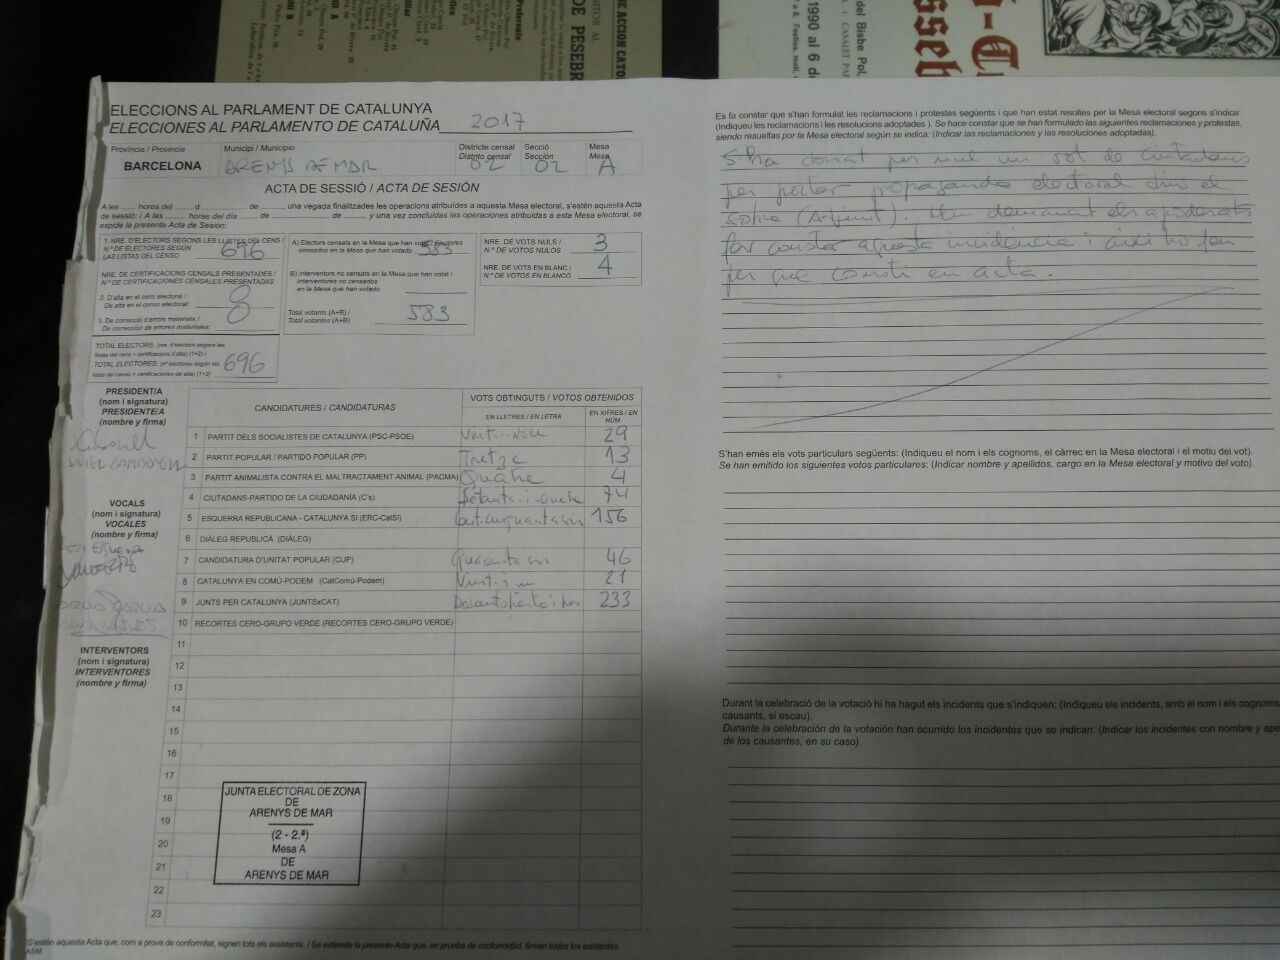 DE ACCION CATOL
DE PESEBR
1990 al 6 d
del Bisbe Pol,
ELECCIONS AL PARLAMENT DE CATALUNYA
ELECCIONES AL PARLAMENTO DE CATALUÑA 2017
Província / Provincia
Municipi / Municipio
Districte censal
Distrito censal
Secció
Sección
Mesa
Mesa
BARCELONA
ARENYS DE MAR
02
02
A
ACTA DE SESSIÓ / ACTA DE SESIÓN
A les ........ hores del ....... d .................. de .........., una vegada finalitzades les operacions atribuïdes a aquesta Mesa electoral, s'estén aquesta Acta
de sessió: / A las ........ horas del día ....... de .................. de .........., y una vez concluidas las operaciones atribuidas a esta Mesa electoral, se
expide la presente Acta de Sesión:
1. NRE. D'ELECTORS SEGONS LES LLISTES DEL CENS /
N.º DE ELECTORES SEGÚN
LAS LISTAS DEL CENSO 696
NRE. DE CERTIFICACIONS CENSALS PRESENTADES /
N.º DE CERTIFICACIONES CENSALES PRESENTADAS
2. D'alta en el cens electoral /
De alta en el censo electoral: 0
3. De correcció d'errors materials /
De corrección de errores materiales: 0
TOTAL ELECTORS: (nre. d'electors segons les
llistes del cens + certificacions d'alta) (1+2) /
TOTAL ELECTORES: (nº electores según las
listas del censo + certificaciones de alta) (1+2) 696
A) Electors censats en la Mesa que han votat / Electores
censados en la Mesa que han votado 583
B) Interventors no censats en la Mesa que han votat /
Interventores no censados
en la Mesa que han votado
Total votants (A+B) /
Total votantes (A+B) 583
NRE. DE VOTS NULS /
N.º DE VOTOS NULOS 3
NRE. DE VOTS EN BLANC /
N.º DE VOTOS EN BLANCO 4
PRESIDENT/A
(nom i signatura)
PRESIDENTE/A
(nombre y firma)
VOCALS
(nom i signatura)
VOCALES
(nombre y firma)
INTERVENTORS
(nom i signatura)
INTERVENTORES
(nombre y firma)
CANDIDATURES / CANDIDATURAS
VOTS OBTINGUTS / VOTOS OBTENIDOS
EN LLETRES / EN LETRA
EN XIFRES / EN NÚM.
1 PARTIT DELS SOCIALISTES DE CATALUNYA (PSC-PSOE) Vint-i-nou 29
2 PARTIT POPULAR / PARTIDO POPULAR (PP) Tretze 13
3 PARTIT ANIMALISTA CONTRA EL MALTRACTAMENT ANIMAL (PACMA) Quatre 4
4 CIUTADANS-PARTIDO DE LA CIUDADANÍA (C's) Setanta-i-quatre 74
5 ESQUERRA REPUBLICANA - CATALUNYA SÍ (ERC-CatSÍ) 156
6 DIÀLEG REPUBLICÀ (DIÀLEG)
7 CANDIDATURA D'UNITAT POPULAR (CUP) Quaranta sis 46
8 CATALUNYA EN COMÚ-PODEM (CatComú-Podem) Vint-i-u 21
9 JUNTS PER CATALUNYA (JUNTSxCAT) 233
10 RECORTES CERO-GRUPO VERDE (RECORTES CERO-GRUPO VERDE)
11
12
13
14
15
16
17
18
19
20
21
22
23
JUNTA ELECTORAL DE ZONA
DE
ARENYS DE MAR
(2 - 2.ª)
Mesa A
DE
ARENYS DE MAR
S'estén aquesta Acta que, com a prova de conformitat, signen tots els assistents. / Se extiende la presente Acta que, en prueba de conformidad, firman todos los asistentes.
ASM
Es fa constar que s'han formulat les reclamacions i protestes següents i que han estat resoltes per la Mesa electoral segons s'indica:
(Indiqueu les reclamacions i les resolucions adoptades ). Se hace constar que se han formulado las siguientes reclamaciones y protestas,
siendo resueltas por la Mesa electoral según se indica: (Indicar las reclamaciones y las resoluciones adoptadas).
S'ha donat per nul un vot de Ciutadans
per portar propaganda electoral dins el
sobre (Adjunt). Han demanat els apoderats
fer constar aquesta incidència i així ho fem
per que consti en acta.
S'han emès els vots particulars següents: (Indiqueu el nom i els cognoms, el càrrec en la Mesa electoral i el motiu del vot).
Se han emitido los siguientes votos particulares: (Indicar nombre y apellidos, cargo en la Mesa electoral y motivo del voto).
Durant la celebració de la votació hi ha hagut els incidents que s'indiquen: (Indiqueu els incidents, amb el nom i els cognoms
causants, si escau).
Durante la celebración de la votación han ocurrido los incidentes que se indican: (Indicar los incidentes con nombre y ape
de los causantes, en su caso).